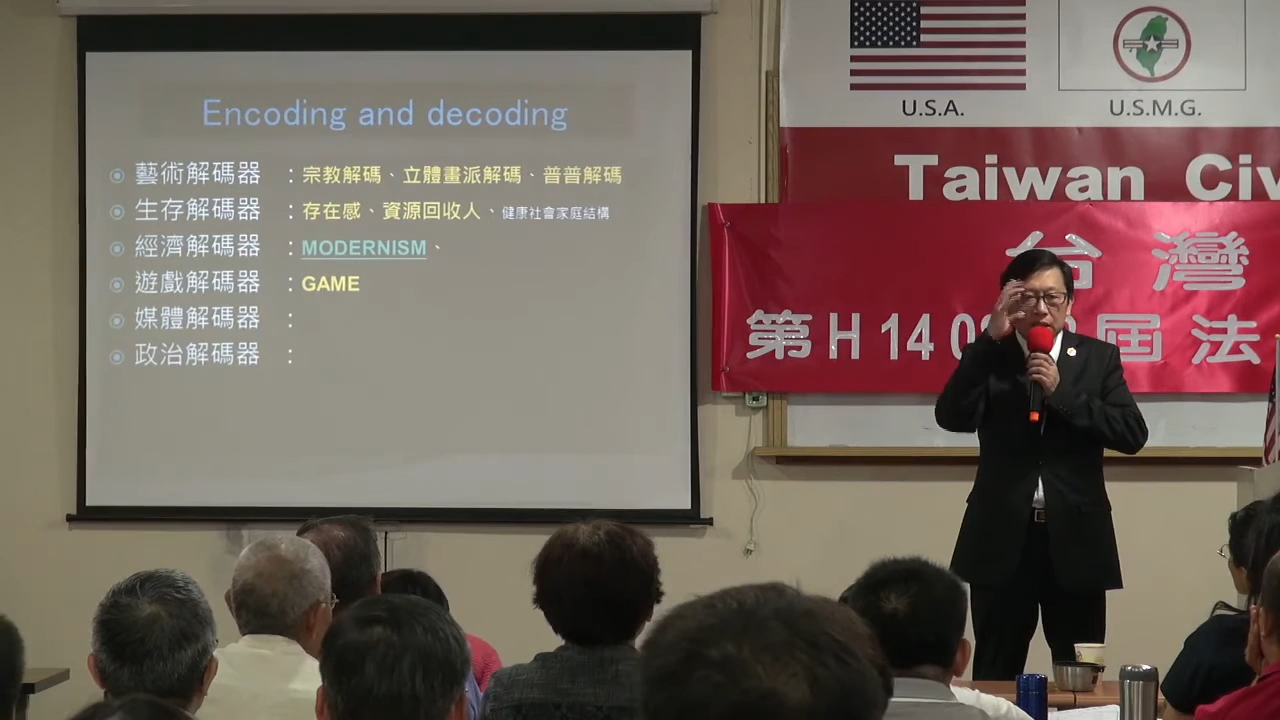 Encoding and decoding
藝術解碼器 ：宗教解碼、立體畫派解碼、普普解碼
生存解碼器 ：存在感、資源回收人、健康社會家庭結構
經濟解碼器 ：MODERNISM、
遊戲解碼器 ：GAME
媒體解碼器 ：
政治解碼器 ：
U.S.A.
U.S.M.G.
Taiwan Civ
台灣
第H 14 屆法